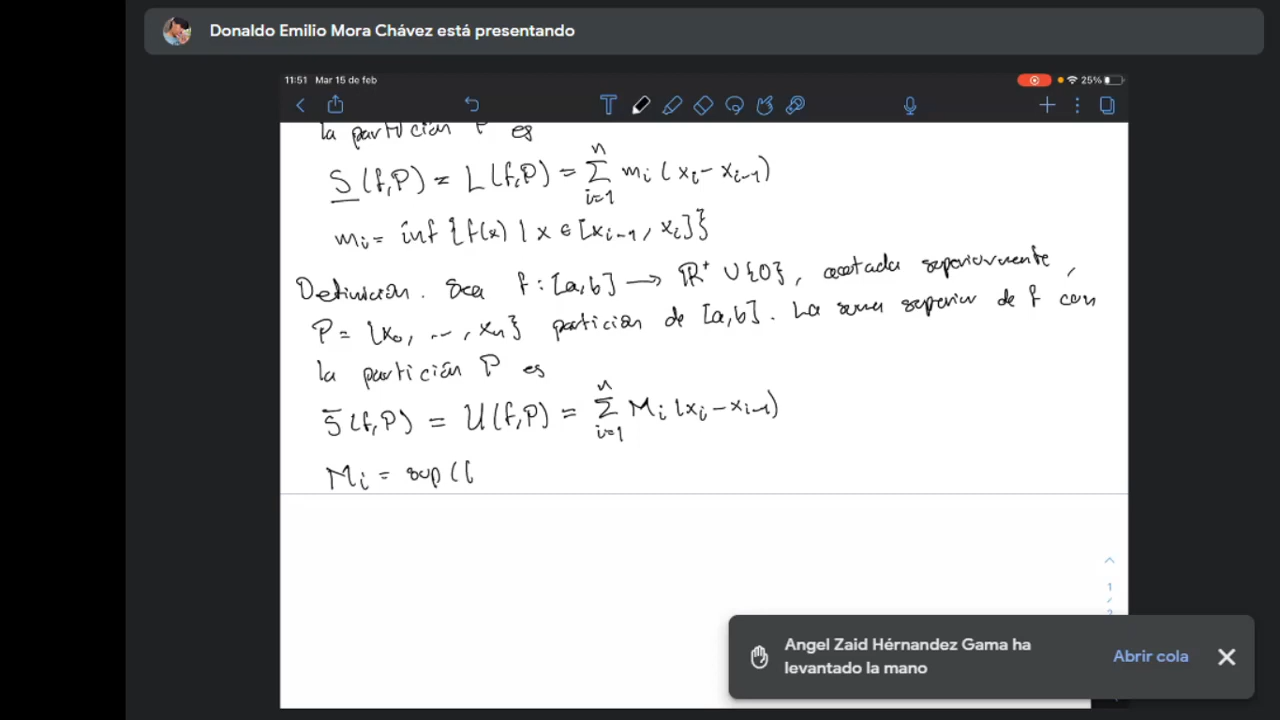 Donaldo Emilio Mora Chávez está presentando
11:51 Mar 15 de feb
25%
la partición P es
S(f,P) = L(f,P) = Σ_{i=1}^{n} m_i (x_i - x_{i-1})
m_i = inf {f(x) | x ∈ [x_{i-1}, x_i]}
Definición. Sea f : [a,b] → ℝ⁺ ∪ {0}, acotada superiormente,
P = {x_0, ..., x_n} partición de [a,b]. La suma superior de f con
la partición P es
S̄(f,P) = U(f,P) = Σ_{i=1}^{n} M_i (x_i - x_{i-1})
M_i = sup ({
1
Angel Zaid Hérnandez Gama ha
levantado la mano
Abrir cola